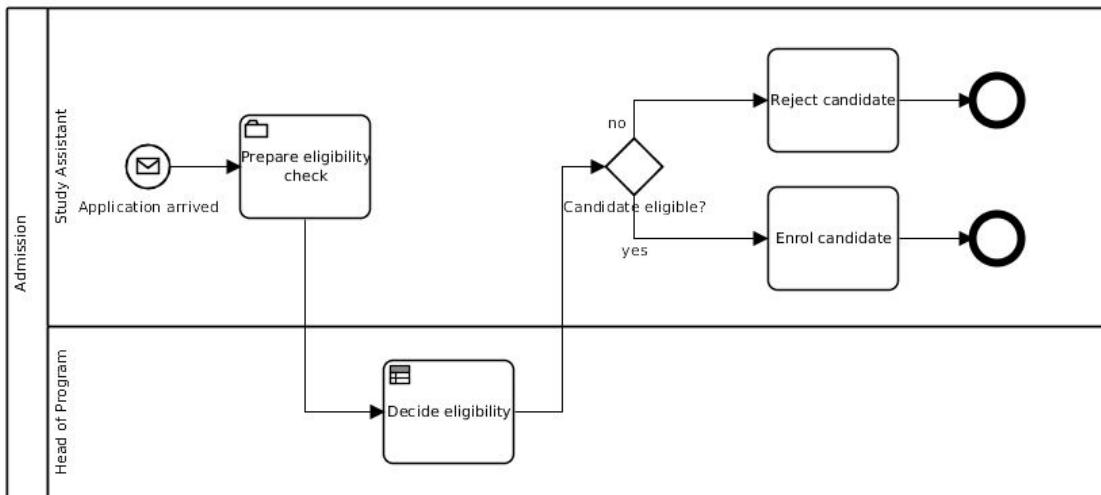 Admission
Study Assistant
Application arrived
Prepare eligibility
check
Candidate eligible?
no
yes
Reject candidate
Enrol candidate
Head of Program
Decide eligibility